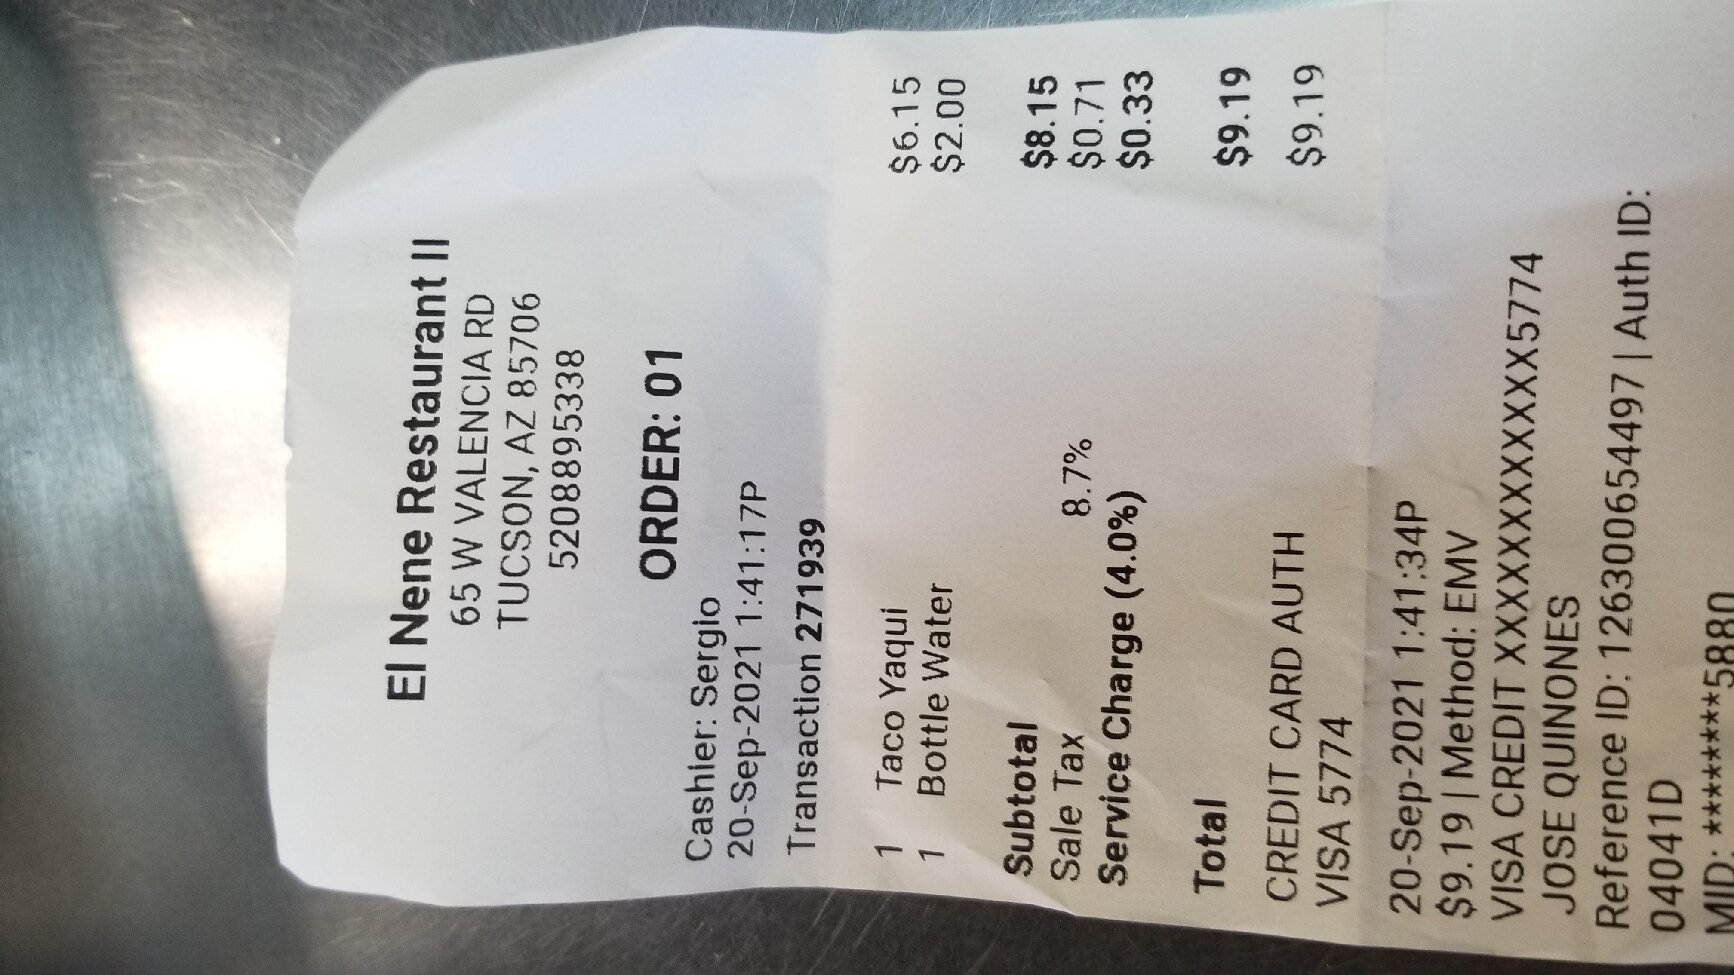 El Nene Restaurant II
65 W VALENCIA RD
TUCSON, AZ 85706
5208895338
ORDER: 01
Cashier: Sergio
20-Sep-2021 1:41:17P
Transaction 271939
1 Taco Yaqui $6.15
1 Bottle Water $2.00
Subtotal $8.15
Sale Tax 8.7% $0.71
Service Charge (4.0%) $0.33
Total $9.19
CREDIT CARD AUTH $9.19
VISA 5774
20-Sep-2021 1:41:34P
$9.19 | Method: EMV
VISA CREDIT XXXXXXXXXXXX5774
JOSE QUINONES
Reference ID: 126300654497 | Auth ID:
04041D
MID: ********5880